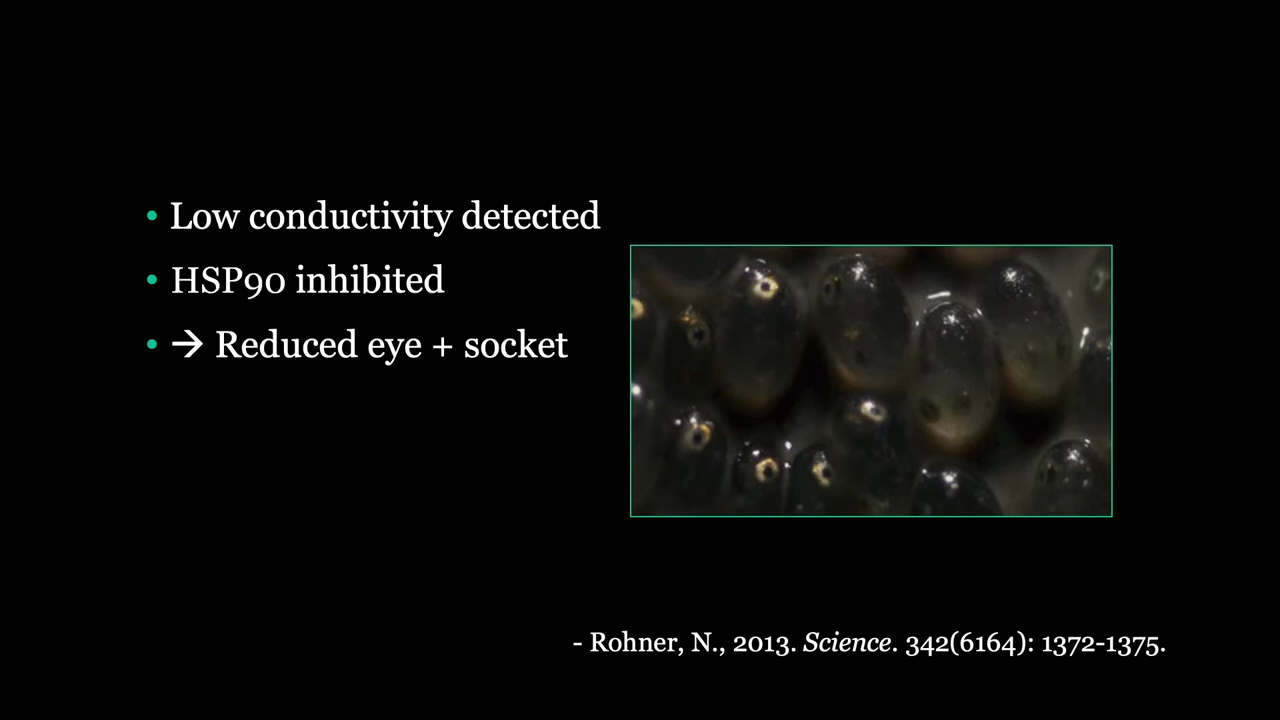 • Low conductivity detected
• HSP90 inhibited
• → Reduced eye + socket
- Rohner, N., 2013. Science. 342(6164): 1372-1375.